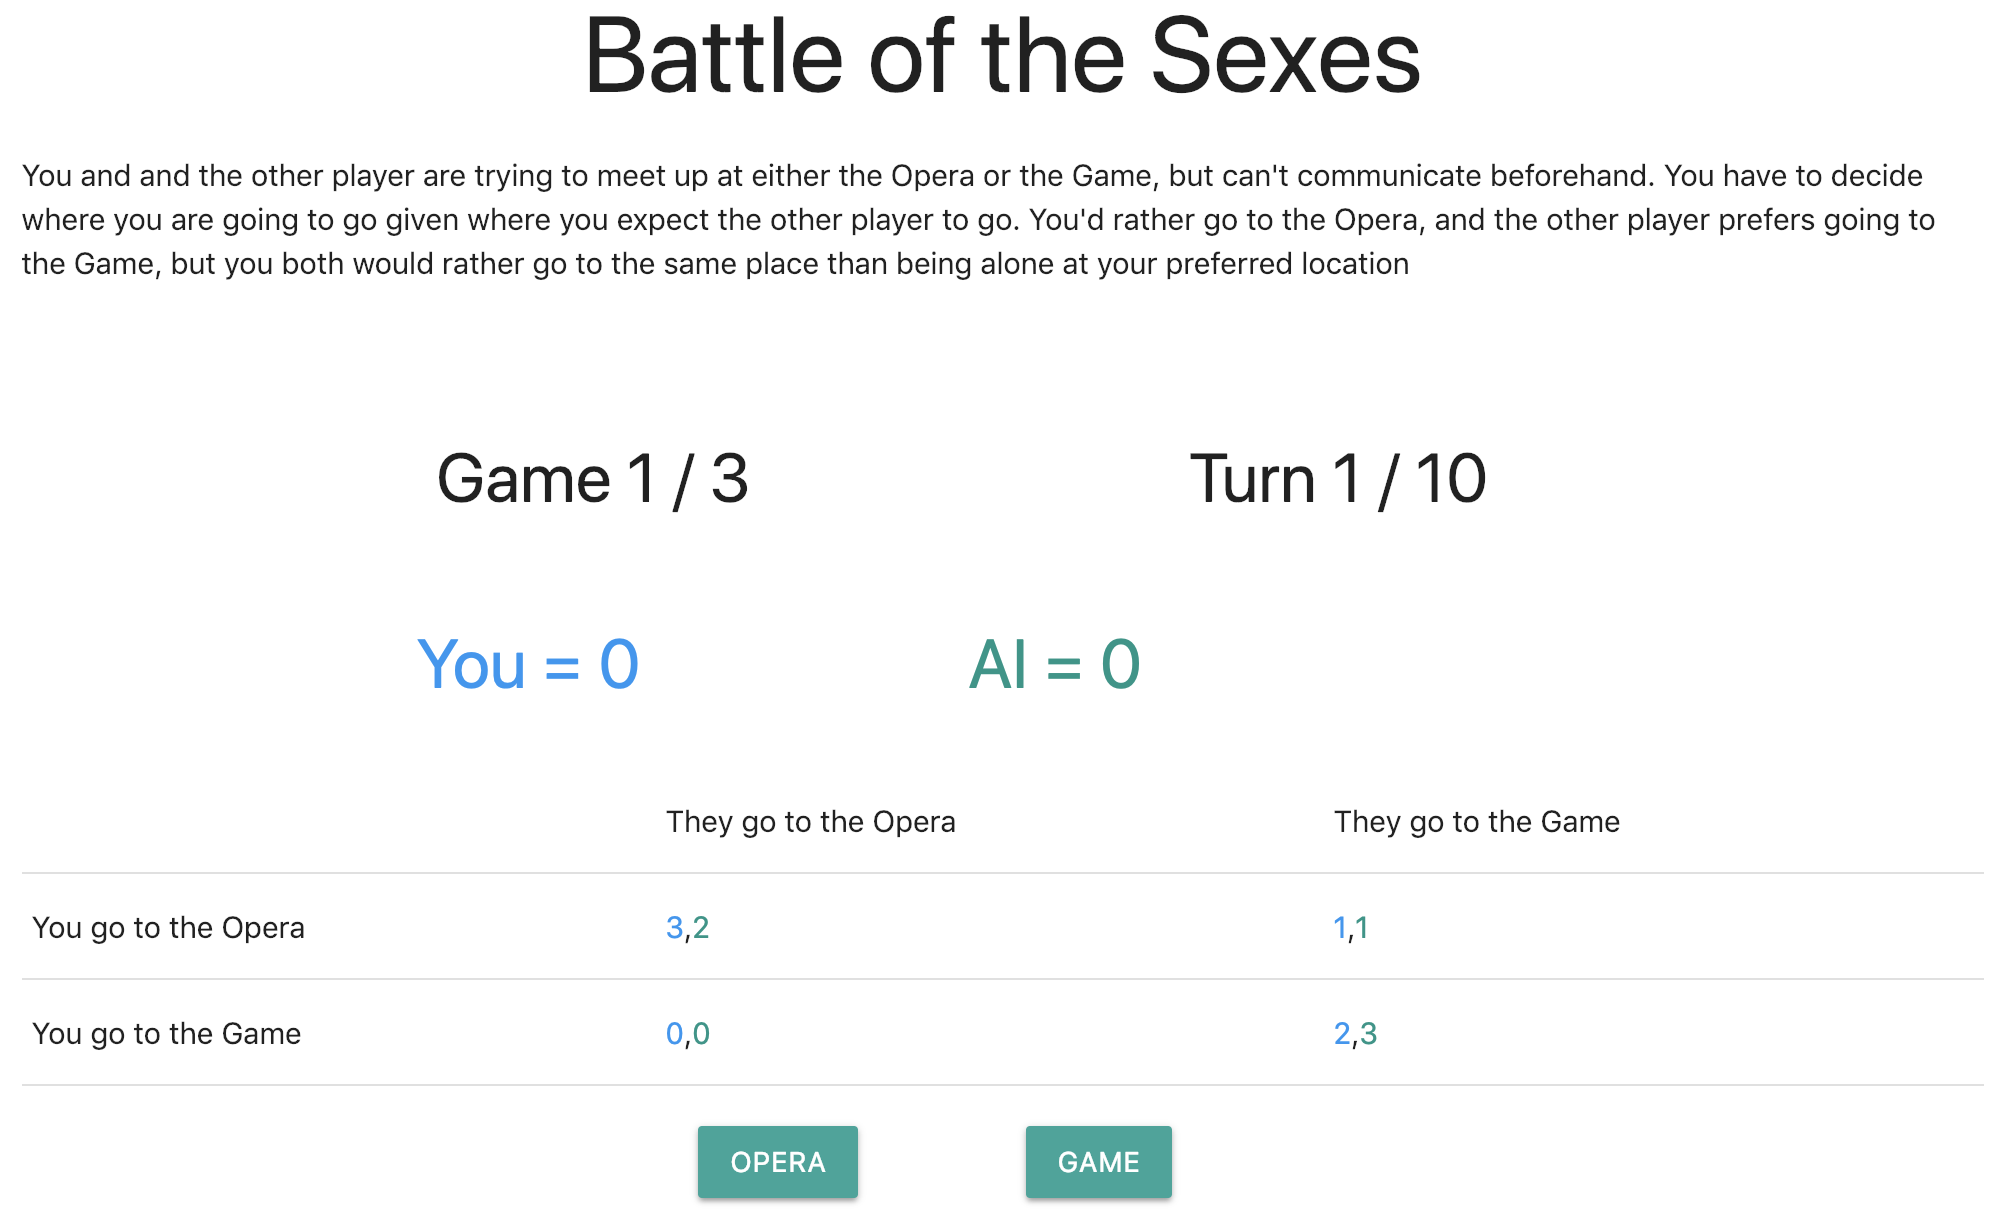 Battle of the Sexes
You and and the other player are trying to meet up at either the Opera or the Game, but can't communicate beforehand. You have to decide
where you are going to go given where you expect the other player to go. You'd rather go to the Opera, and the other player prefers going to
the Game, but you both would rather go to the same place than being alone at your preferred location
Game 1 / 3 Turn 1 / 10
You = 0 AI = 0
They go to the Opera They go to the Game
You go to the Opera 3,2 1,1
You go to the Game 0,0 2,3
OPERA GAME